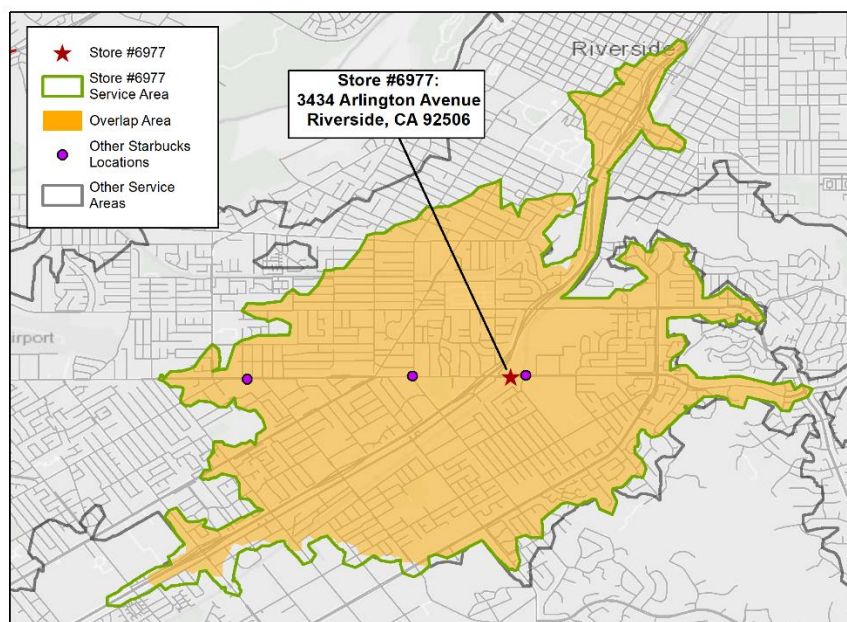 Riverside
Store #6977
Store #6977
Service Area
Overlap Area
Other Starbucks
Locations
Other Service
Areas
Store #6977:
3434 Arlington Avenue
Riverside, CA 92506
irport